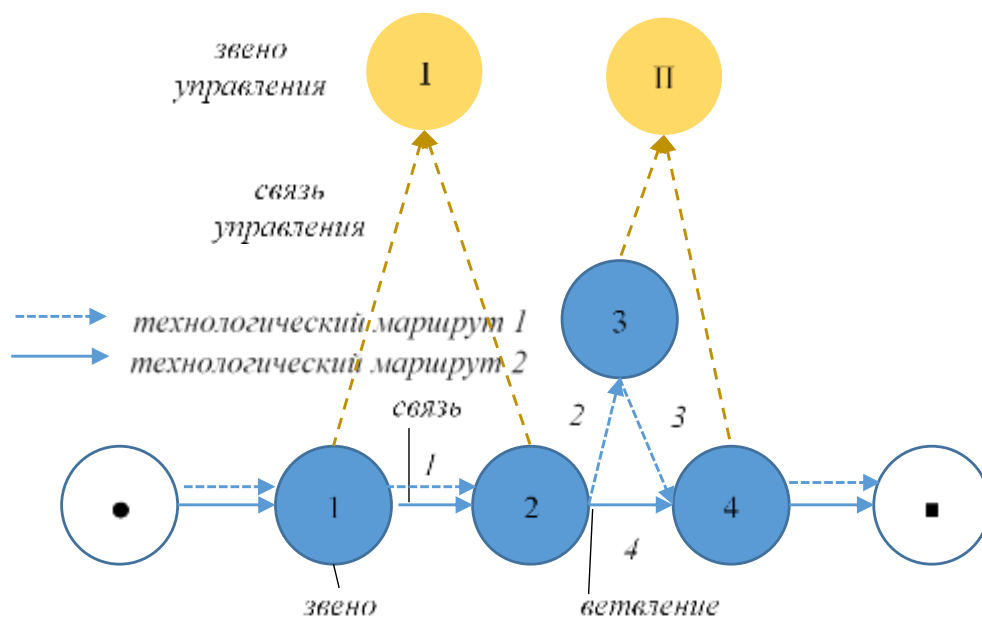 звено
управления
I
II
связь
управления
технологический маршрут 1
технологический маршрут 2
3
связь
2
3
1
1
2
4
4
звено
ветвление